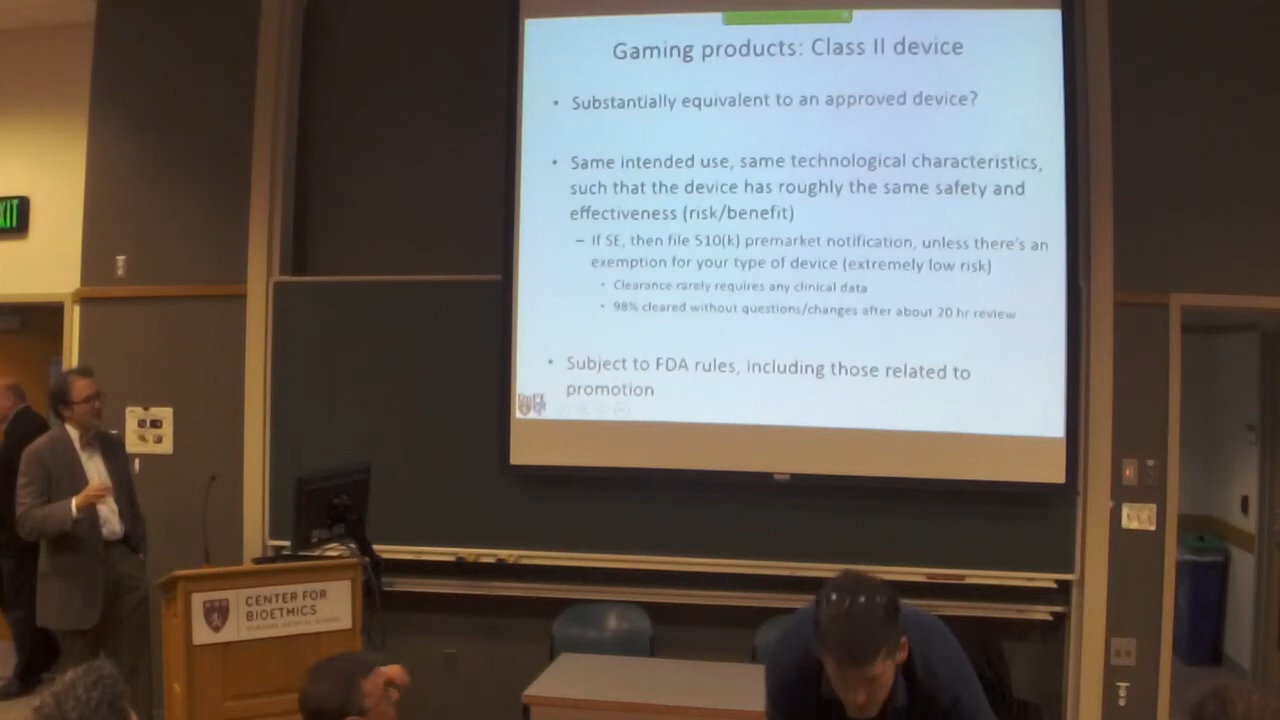 Gaming products: Class II device
• Substantially equivalent to an approved device?
• Same intended use, same technological characteristics,
such that the device has roughly the same safety and
effectiveness (risk/benefit)
– If SE, then file 510(k) premarket notification, unless there's an
exemption for your type of device (extremely low risk)
• Clearance rarely requires any clinical data
• 98% cleared without questions/changes after about 20 hr review
• Subject to FDA rules, including those related to
promotion
XIT
CENTER FOR
BIOETHICS
HARVARD MEDICAL SCHOOL